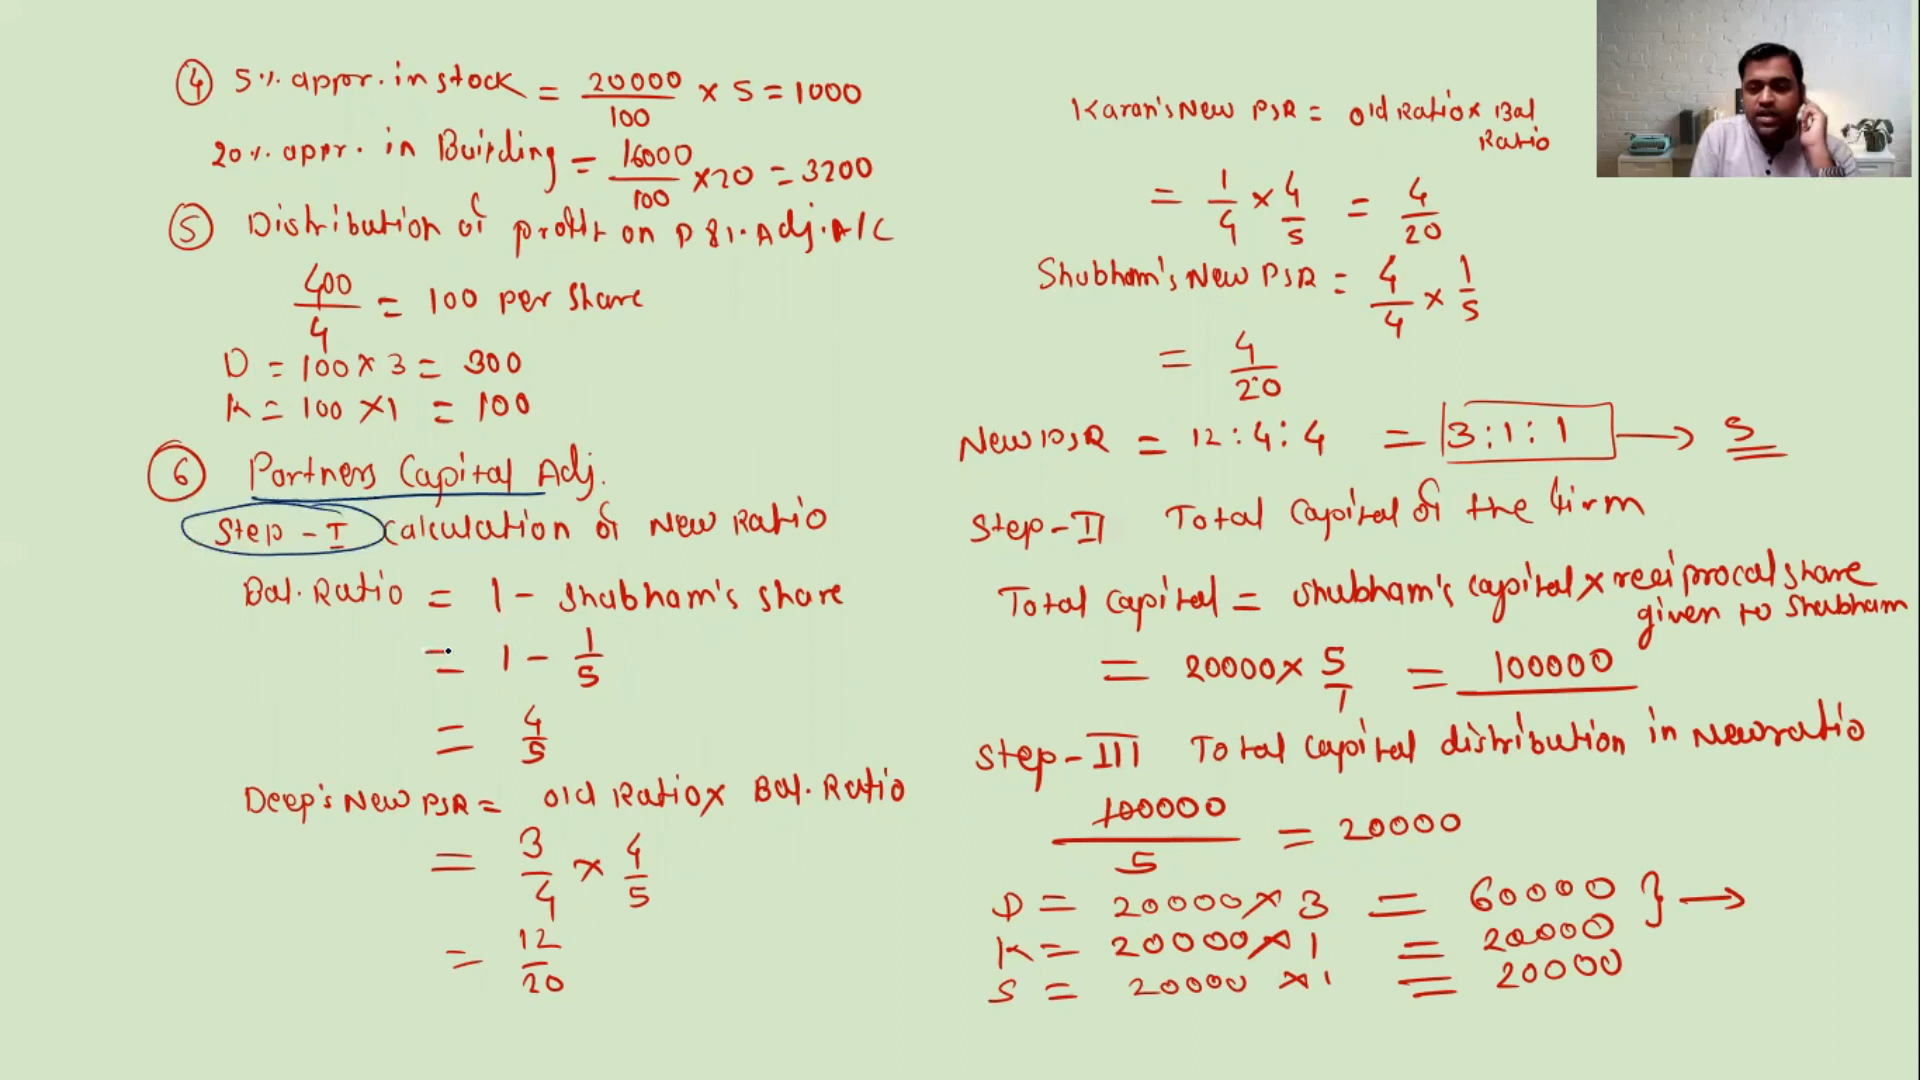 ④ 5% appr. in stock = 20000/100 × 5 = 1000
20% appr. in Building = 16000/100 × 20 = 3200
⑤ Distribution of profit on P & L. Adj. A/C
400/4 = 100 per share
D = 100 × 3 = 300
K = 100 × 1 = 100
⑥ Partners Capital Adj.
Step - I Calculation of New Ratio
Bal. Ratio = 1 - Shubham's share
= 1 - 1/5
= 4/5
Deep's New PSR = old Ratio × Bal. Ratio
= 3/4 × 4/5
= 12/20
Karan's New PSR = old Ratio × Bal
Ratio
= 1/4 × 4/5 = 4/20
Shubham's New PSR = 4/4 × 1/5
= 4/20
New PSR = 12 : 4 : 4 = 3 : 1 : 1 → 5
Step - II Total Capital of the firm
Total Capital = Shubham's capital × reciprocal share
given to Shubham
= 20000 × 5/1 = 100000
Step - III Total capital distribution in New ratio
100000/5 = 20000
D = 20000 × 3 = 60000 } →
K = 20000 × 1 = 20000
S = 20000 × 1 = 20000